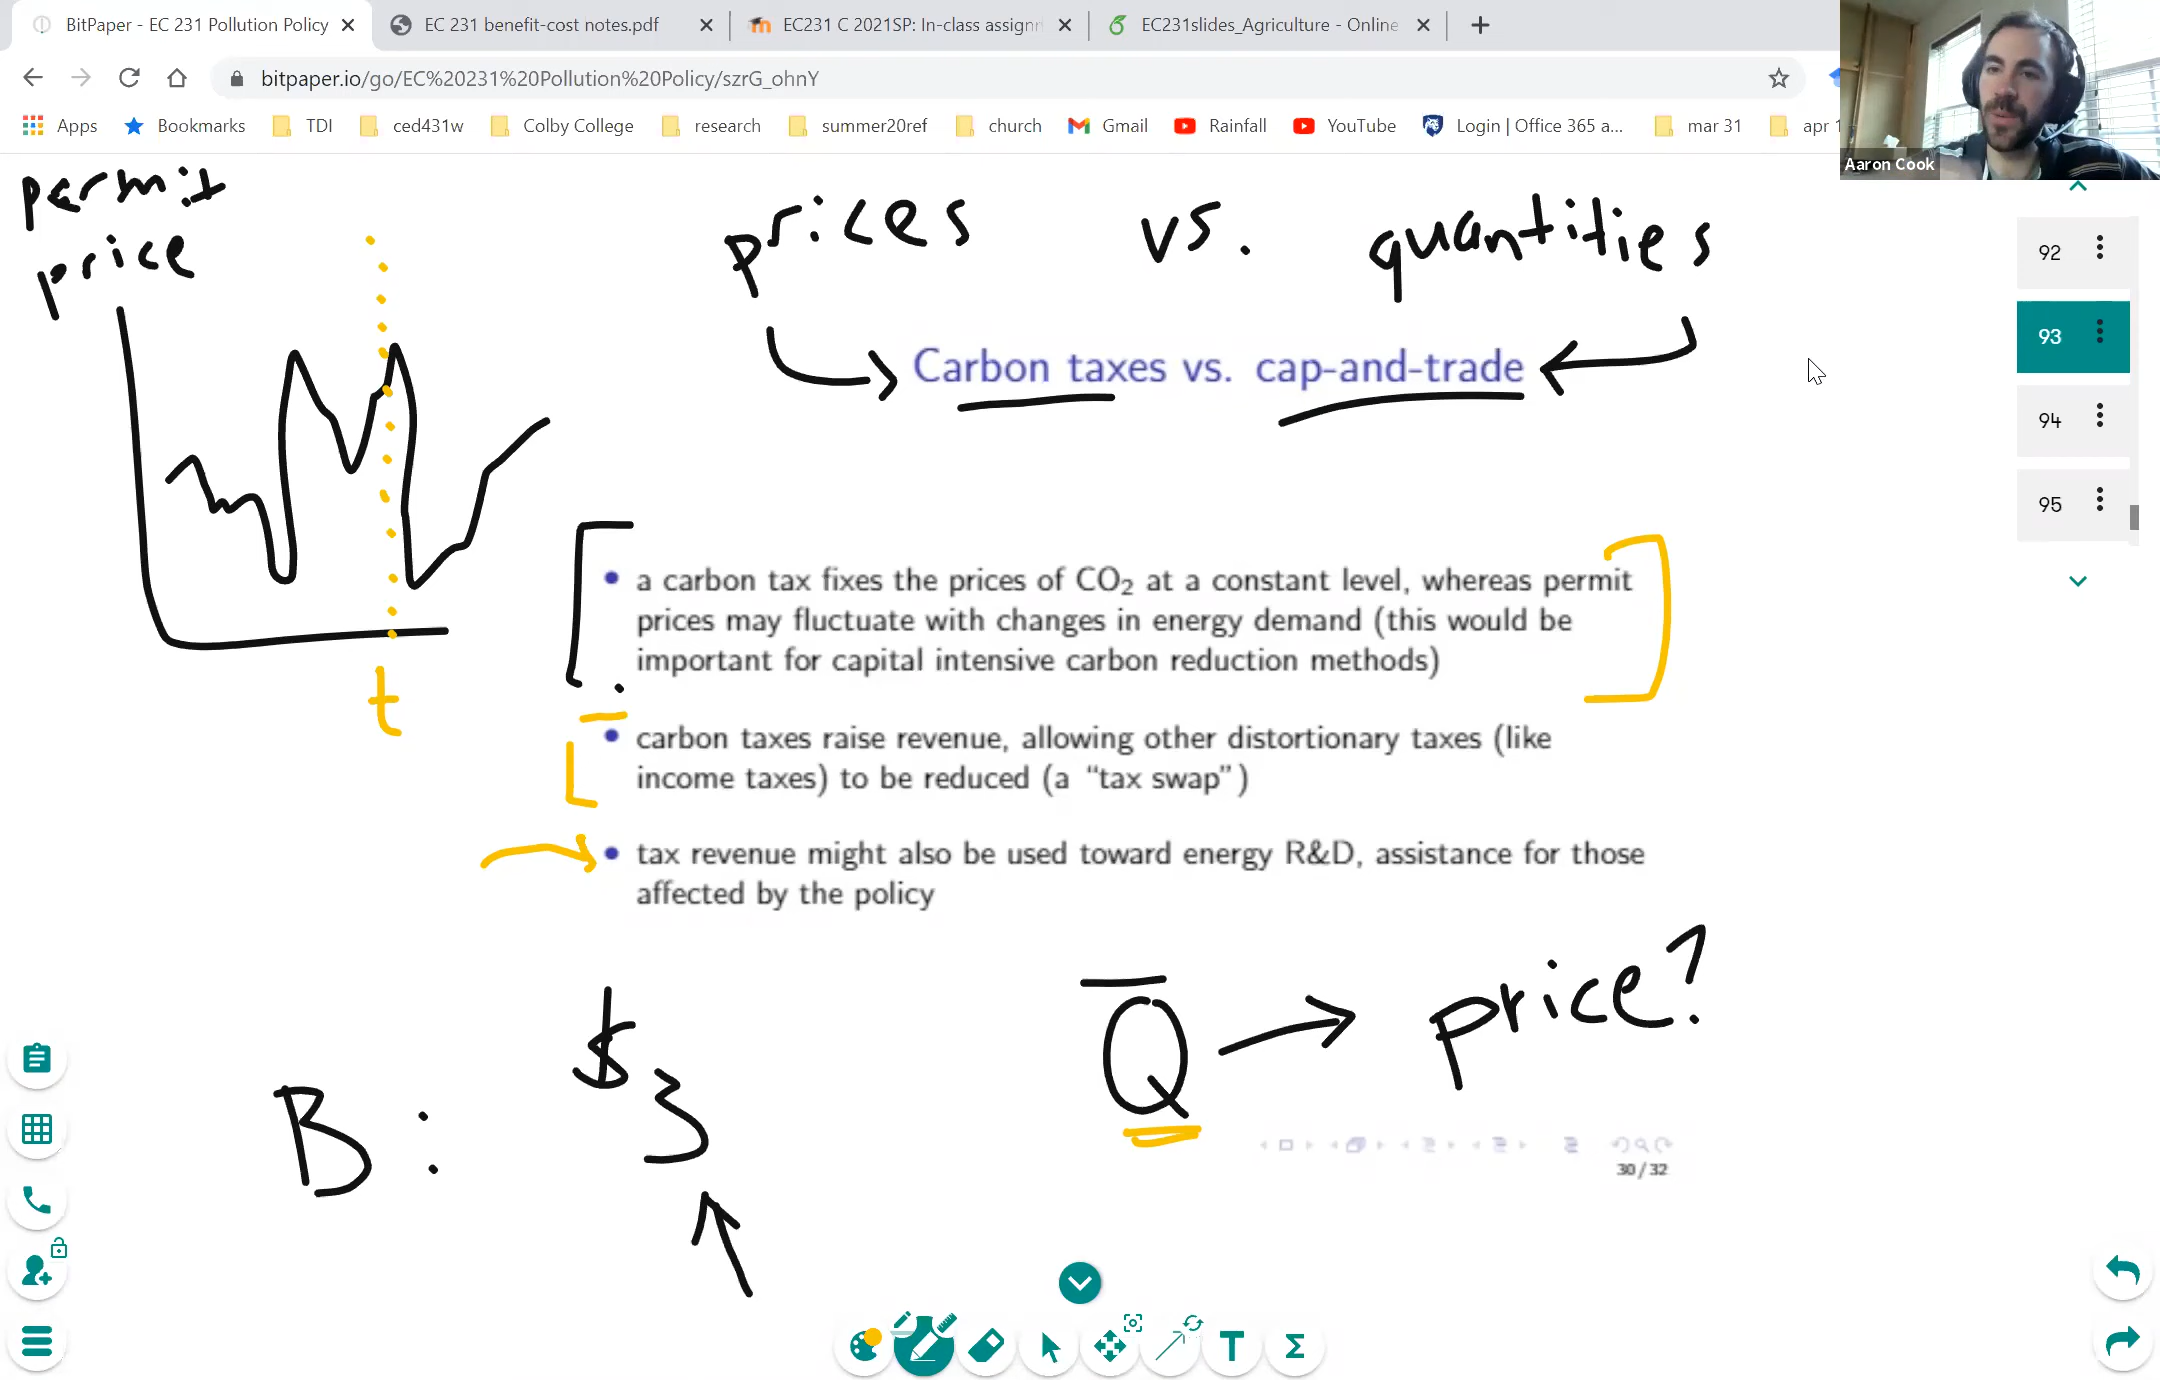 BitPaper - EC 231 Pollution Policy
EC 231 benefit-cost notes.pdf
EC231 C 2021SP: In-class assignr
EC231slides_Agriculture - Online
bitpaper.io/go/EC%20231%20Pollution%20Policy/szrG_ohnY
Apps
Bookmarks
TDI
ced431w
Colby College
research
summer20ref
church
Gmail
Rainfall
YouTube
Login | Office 365 a...
mar 31
apr 1
Aaron Cook
permit
price
prices vs. quantities
Carbon taxes vs. cap-and-trade
92
93
94
95
• a carbon tax fixes the prices of CO₂ at a constant level, whereas permit
prices may fluctuate with changes in energy demand (this would be
important for capital intensive carbon reduction methods)
t
• carbon taxes raise revenue, allowing other distortionary taxes (like
income taxes) to be reduced (a “tax swap”)
• tax revenue might also be used toward energy R&D, assistance for those
affected by the policy
B: $3
Q̅ → price?
30 / 32
T
Σ